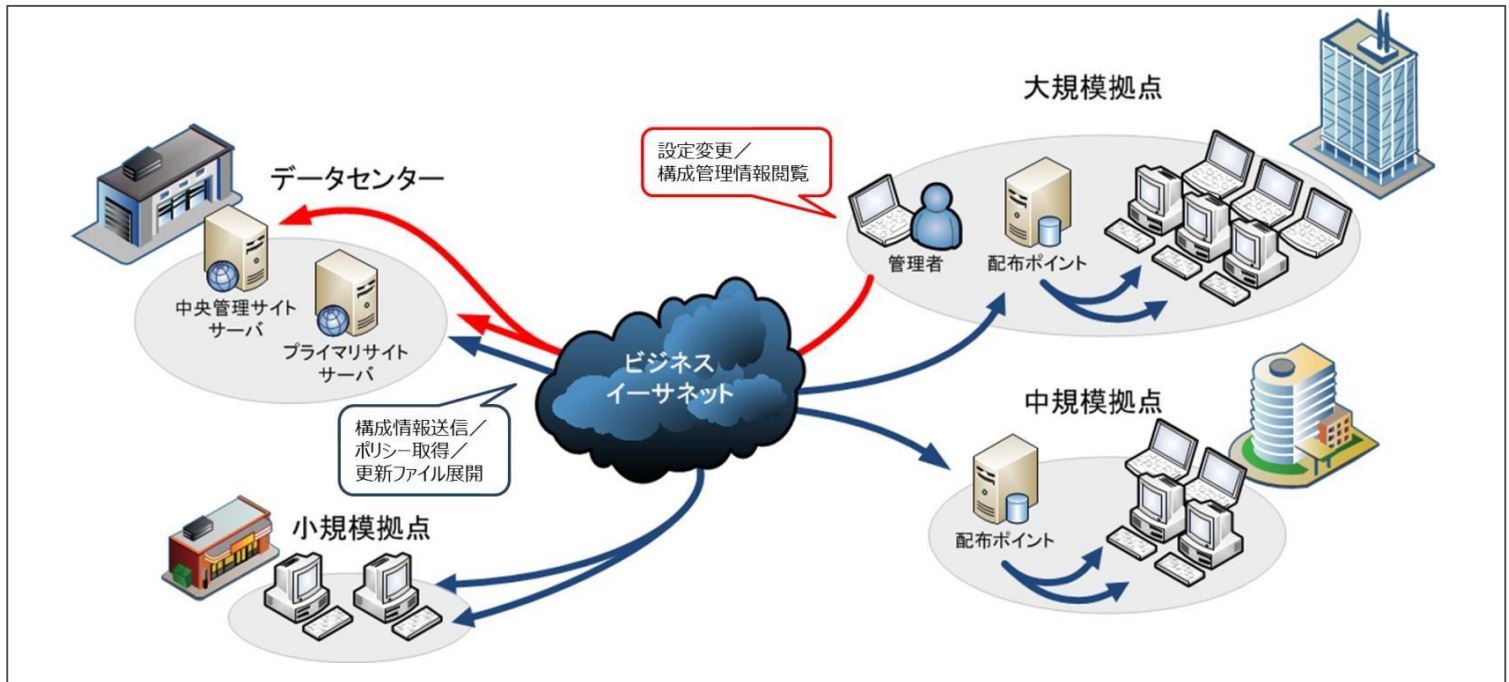 大規模拠点
設定変更／
構成管理情報閲覧
データセンター
管理者
配布ポイント
中央管理サイト
サーバ
プライマリサイト
サーバ
ビジネス
イーサネット
中規模拠点
構成情報送信／
ポリシー取得／
更新ファイル展開
小規模拠点
配布ポイント